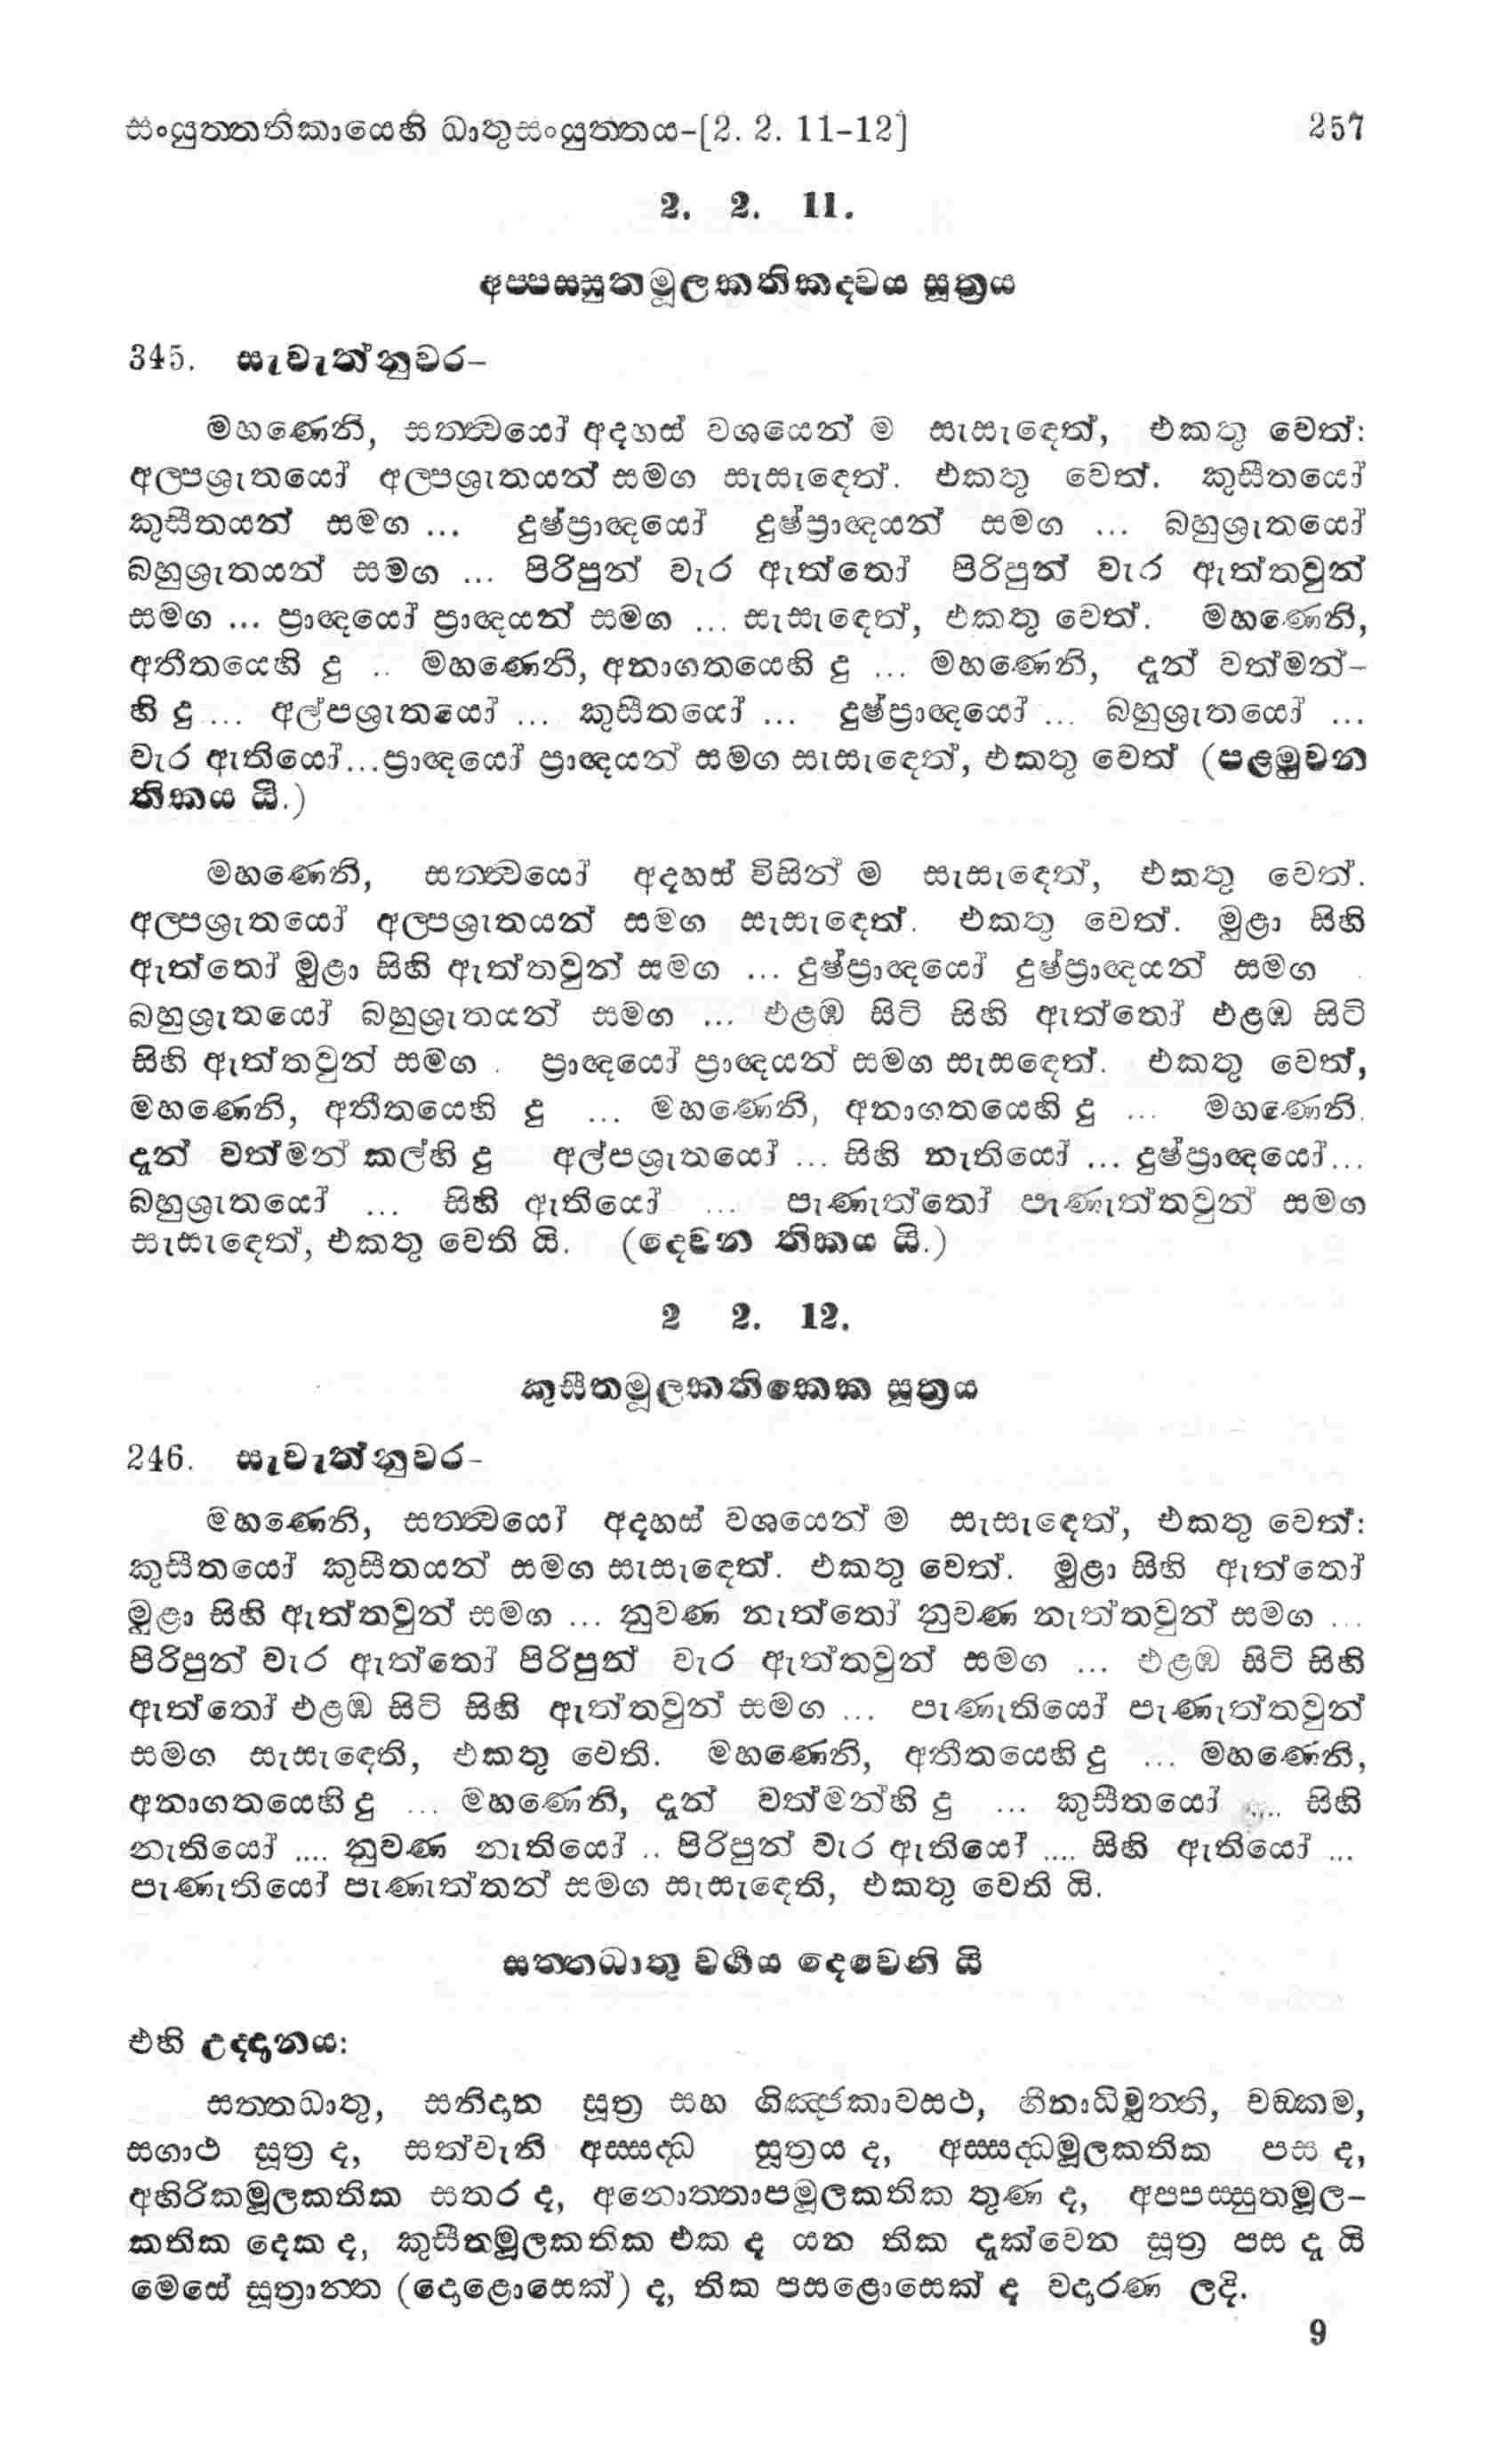 සංයුත්තනිකායෙහි ධාතුසංයුත්තය-[2. 2. 11-12] 257
2. 2. 11.
අප්පස්සුතමූලකතිකද්වය සූත්‍රය
345. සැවැත්නුවර-
මහණෙනි, සත්ත්‍වයෝ අදහස් වශයෙන් ම සැසැඳෙත්, එකතු වෙත්:
අල්පශ්‍රැතයෝ අල්පශ්‍රැතයන් සමග සැසැඳෙත්. එකතු වෙත්. කුසීතයෝ
කුසීතයන් සමග ... දුෂ්ප්‍රාඥයෝ දුෂ්ප්‍රාඥයන් සමග ... බහුශ්‍රැතයෝ
බහුශ්‍රැතයන් සමග ... පිරිපුන් වැර ඇත්තෝ පිරිපුන් වැර ඇත්තවුන්
සමග ... ප්‍රාඥයෝ ප්‍රාඥයන් සමග ... සැසැඳෙත්, එකතු වෙත්. මහණෙනි,
අතීතයෙහි දු .. මහණෙනි, අනාගතයෙහි දු ... මහණෙනි, දැන් වත්මන්-
හි දු ... අල්පශ්‍රැතයෝ ... කුසීතයෝ ... දුෂ්ප්‍රාඥයෝ ... බහුශ්‍රැතයෝ ...
වැර ඇතියෝ...ප්‍රාඥයෝ ප්‍රාඥයන් සමග සැසැඳෙත්, එකතු වෙත් (පළමුවන
තිකය යි.)
මහණෙනි, සත්ත්‍වයෝ අදහස් විසින් ම සැසැඳෙත්, එකතු වෙත්.
අල්පශ්‍රැතයෝ අල්පශ්‍රැතයන් සමග සැසැඳෙත්. එකතු වෙත්. මුළා සිහි
ඇත්තෝ මුළා සිහි ඇත්තවුන් සමග ... දුෂ්ප්‍රාඥයෝ දුෂ්ප්‍රාඥයන් සමග .
බහුශ්‍රැතයෝ බහුශ්‍රැතයන් සමග ... එළඹ සිටි සිහි ඇත්තෝ එළඹ සිටි
සිහි ඇත්තවුන් සමග . ප්‍රාඥයෝ ප්‍රාඥයන් සමග සැසඳෙත්. එකතු වෙත්,
මහණෙනි, අතීතයෙහි දු ... මහණෙනි, අනාගතයෙහි දු ... මහණෙනි.
දැන් වත්මන් කල්හි දු අල්පශ්‍රැතයෝ ... සිහි නැතියෝ ... දුෂ්ප්‍රාඥයෝ...
බහුශ්‍රැතයෝ ... සිහි ඇතියෝ ... පැණැත්තෝ පැණැත්තවුන් සමග
සැසැඳෙත්, එකතු වෙති යි. (දෙවන තිකය යි.)
2 2. 12.
කුසීතමූලකතිකෙක සූත්‍රය
246. සැවැත්නුවර-
මහණෙනි, සත්ත්‍වයෝ අදහස් වශයෙන් ම සැසැඳෙත්, එකතු වෙත්:
කුසීතයෝ කුසීතයන් සමග සැසැඳෙත්. එකතු වෙත්. මුළා සිහි ඇත්තෝ
මුළා සිහි ඇත්තවුන් සමග ... නුවණ නැත්තෝ නුවණ නැත්තවුන් සමග ...
පිරිපුන් වැර ඇත්තෝ පිරිපුන් වැර ඇත්තවුන් සමග ... එළඹ සිටි සිහි
ඇත්තෝ එළඹ සිටි සිහි ඇත්තවුන් සමග ... පැණැතියෝ පැණැත්තවුන්
සමග සැසැඳෙති, එකතු වෙති. මහණෙනි, අතීතයෙහි දු ... මහණෙනි,
අනාගතයෙහි දු ... මහණෙනි, දැන් වත්මන්හි දු ... කුසීතයෝ .... සිහි
නැතියෝ .... නුවණ නැතියෝ .. පිරිපුන් වැර ඇතියෝ .... සිහි ඇතියෝ ...
පැණැතියෝ පැණැත්තන් සමග සැසැඳෙති, එකතු වෙති යි.
සත්තධාතු වර්‍ගය දෙවෙනි යි
එහි උද්දානය:
සත්තධාතු, සනිදාන සූත්‍ර සහ ගිඤ්ජකාවසථ, හීනාධිමුත්ති, චඞ්කම,
සගාථ සූත්‍ර ද, සත්වැනි අස්සද්ධ සූත්‍රය ද, අස්සද්ධමූලකතික පස ද,
අහිරිකමූලකතික සතර ද, අනොත්තාපමූලකතික තුණ ද, අප්පස්සුතමූල-
කතික දෙක ද, කුසීතමූලකතික එක ද යන තික දැක්වෙන සූත්‍ර පස ද යි
මෙසේ සූත්‍රාන්ත (දොළොසෙක්) ද, තික පසළොසෙක් ද වදාරණ ලදි.
9